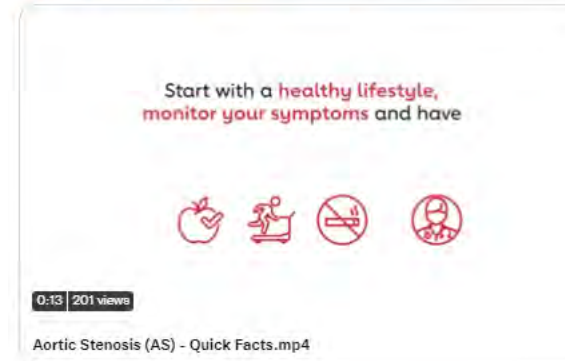 Start with a healthy lifestyle,
monitor your symptoms and have
0:13 201 views
Aortic Stenosis (AS) - Quick Facts.mp4